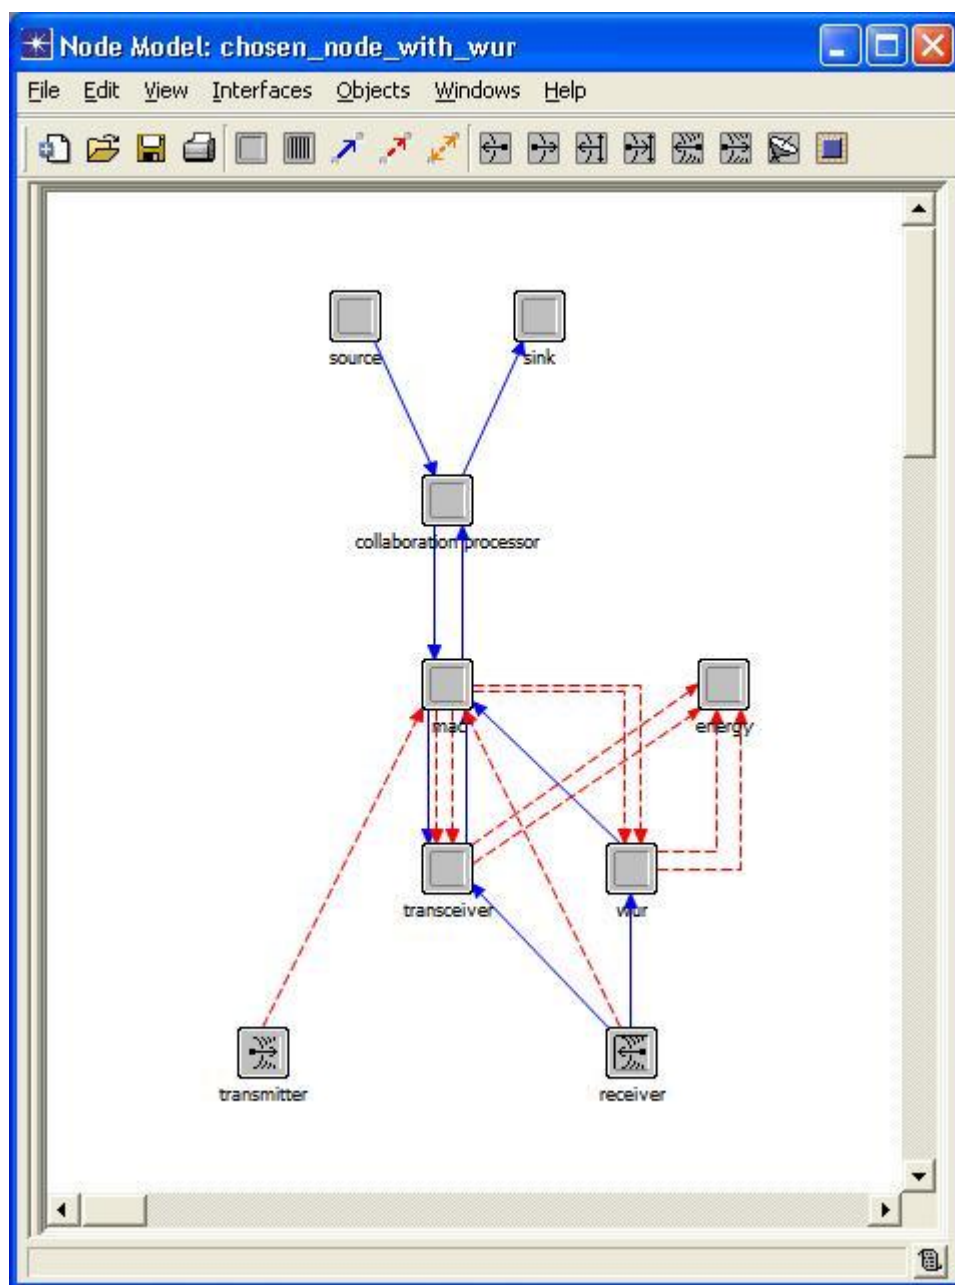 Node Model: chosen_node_with_wur
File Edit View Interfaces Objects Windows Help
source
sink
collaboration processor
mac
energy
transceiver
wur
transmitter
receiver